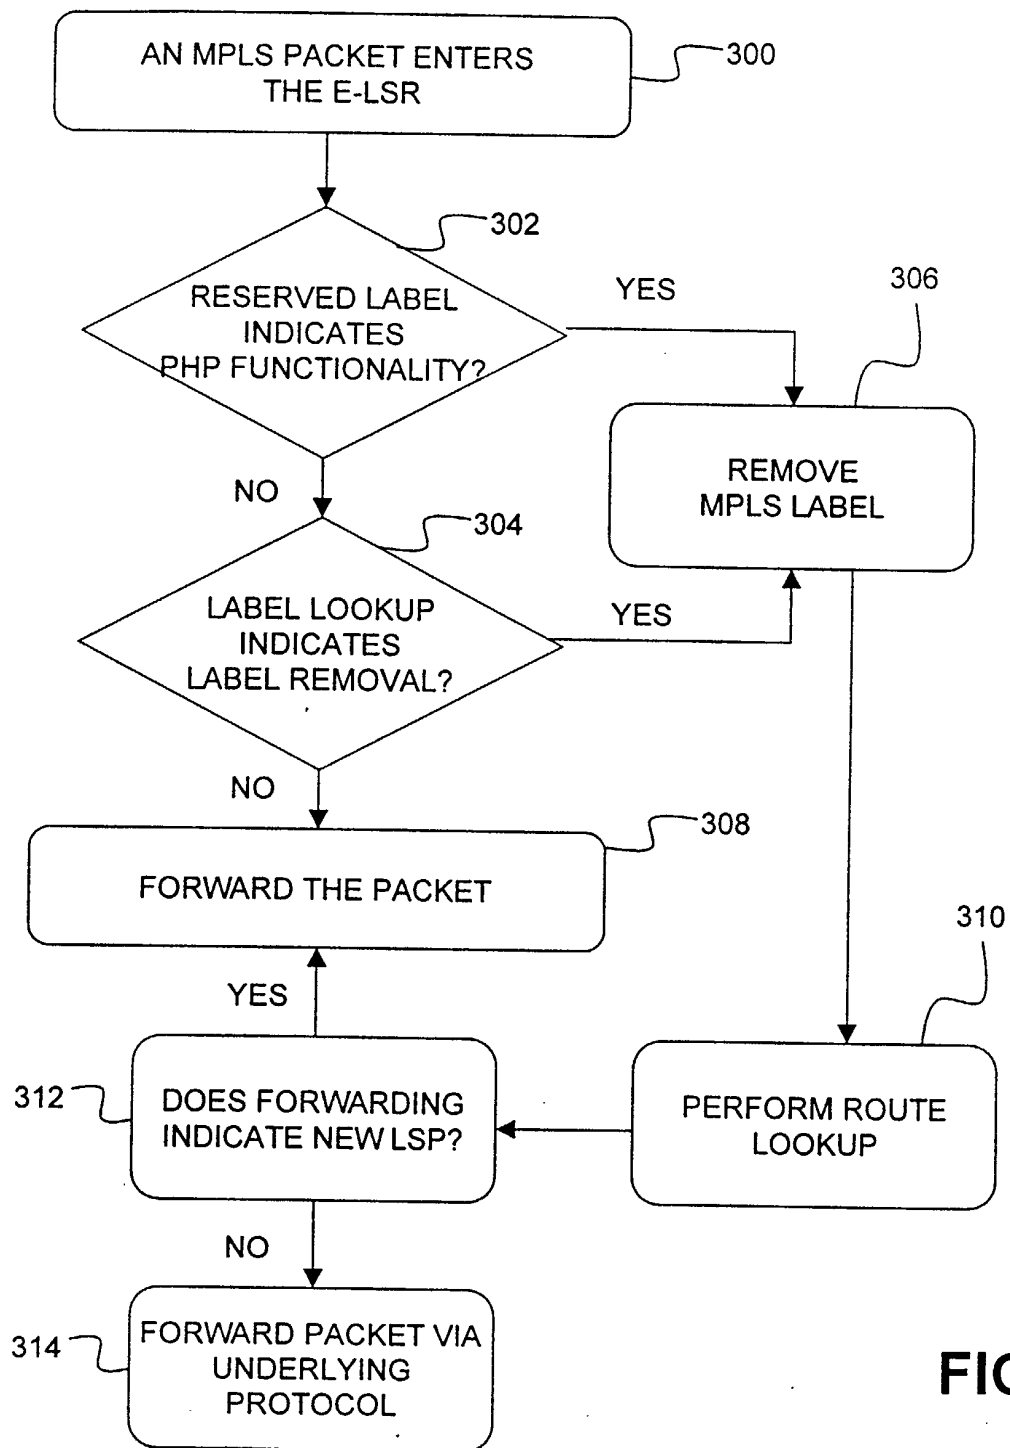 AN MPLS PACKET ENTERS
THE E-LSR
300
302
RESERVED LABEL
INDICATES
PHP FUNCTIONALITY?
YES
306
REMOVE
MPLS LABEL
NO
304
LABEL LOOKUP
INDICATES
LABEL REMOVAL?
YES
NO
308
FORWARD THE PACKET
310
YES
312
DOES FORWARDING
INDICATE NEW LSP?
PERFORM ROUTE
LOOKUP
NO
314
FORWARD PACKET VIA
UNDERLYING
PROTOCOL